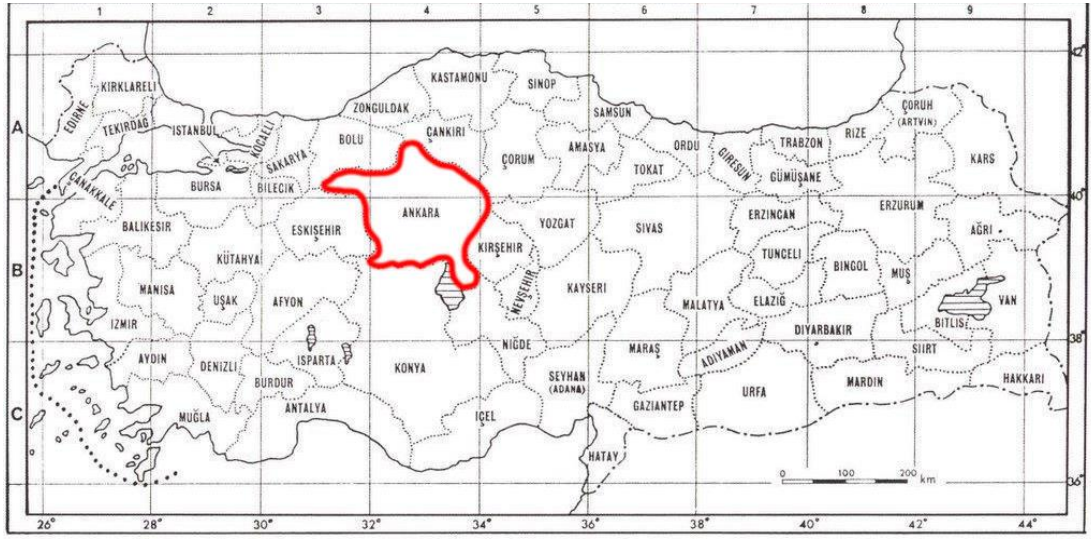 1 2 3 4 5 6 7 8 9
A
B
C
42°
40°
38°
36°
26° 28° 30° 32° 34° 36° 38° 40° 42° 44°
KIRKLARELİ
EDİRNE
TEKİRDAĞ
İSTANBUL
KOCAELİ
SAKARYA
BOLU
ZONGULDAK
KASTAMONU
SİNOP
ÇANKIRI
ÇORUM
SAMSUN
AMASYA
TOKAT
ORDU
GİRESUN
TRABZON
GÜMÜŞANE
RİZE
ÇORUH
(ARTVİN)
KARS
ÇANAKKALE
BURSA
BİLECİK
BALIKESİR
ESKİŞEHİR
ANKARA
KIRŞEHİR
YOZGAT
SIVAS
ERZİNCAN
ERZURUM
AĞRI
KÜTAHYA
MANİSA
UŞAK
AFYON
NEVŞEHİR
KAYSERİ
MALATYA
TUNCELİ
ELAZIĞ
BİNGOL
MUŞ
VAN
BİTLİS
İZMİR
AYDIN
DENİZLİ
ISPARTA
BURDUR
KONYA
NİĞDE
SEYHAN
(ADANA)
MARAŞ
ADIYAMAN
DİYARBAKIR
SİİRT
MUĞLA
ANTALYA
İÇEL
GAZİANTEP
URFA
MARDİN
HAKKARİ
HATAY
0 100 200
km